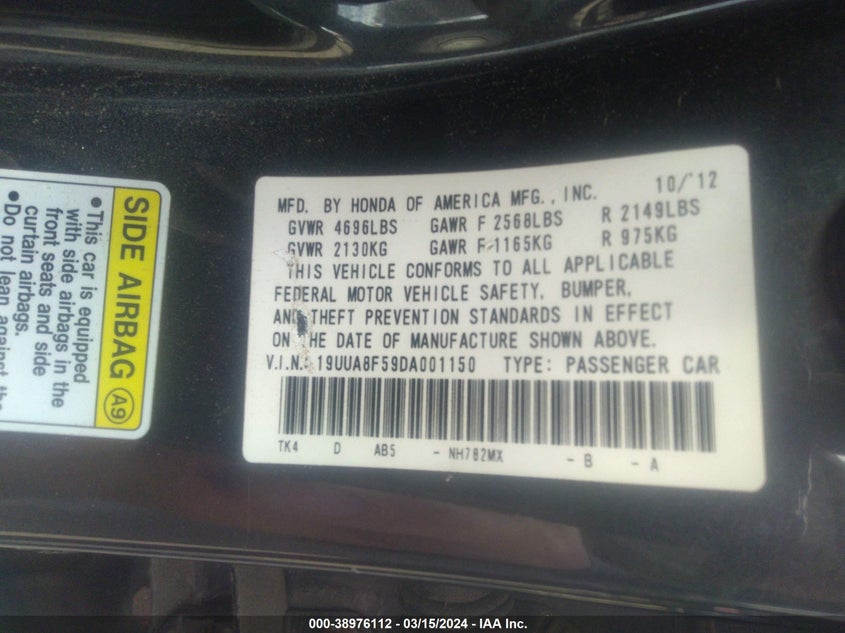 SIDE AIRBAG A9
•This car is equipped
with side airbags in the
front seats and side
curtain airbags.
•Do not lean against the
MFD. BY HONDA OF AMERICA MFG., INC. 10/'12
GVWR 4696LBS GAWR F 2568LBS R 2149LBS
GVWR 2130KG GAWR F 1165KG R 975KG
THIS VEHICLE CONFORMS TO ALL APPLICABLE
FEDERAL MOTOR VEHICLE SAFETY, BUMPER,
AND THEFT PREVENTION STANDARDS IN EFFECT
ON THE DATE OF MANUFACTURE SHOWN ABOVE.
V.I.N.: 19UUA8F59DA001150 TYPE: PASSENGER CAR
TK4 D AB5 - NH782MX - B - A
000-38976112 — 03/15/2024 — IAA Inc.